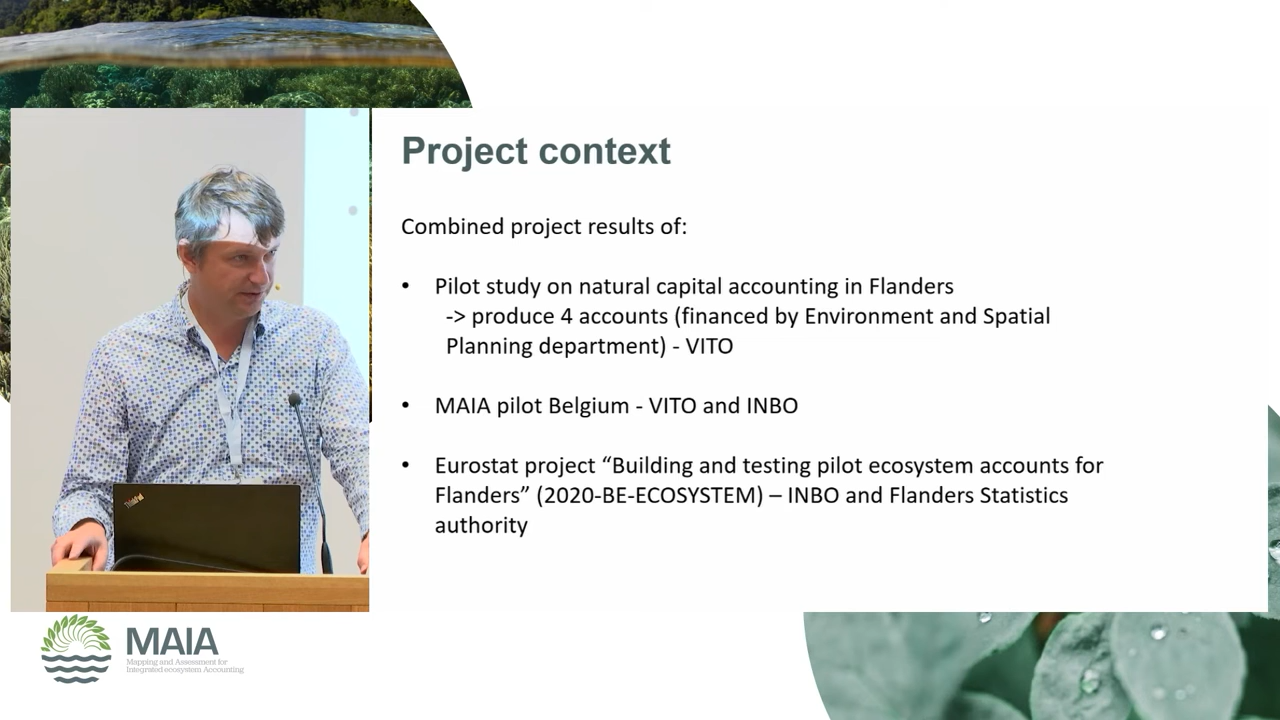 Project context
Combined project results of:
• Pilot study on natural capital accounting in Flanders
-> produce 4 accounts (financed by Environment and Spatial
Planning department) - VITO
• MAIA pilot Belgium - VITO and INBO
• Eurostat project “Building and testing pilot ecosystem accounts for
Flanders” (2020-BE-ECOSYSTEM) – INBO and Flanders Statistics
authority
ThinkPad
MAIA
Mapping and Assessment for
Integrated ecosystem Accounting